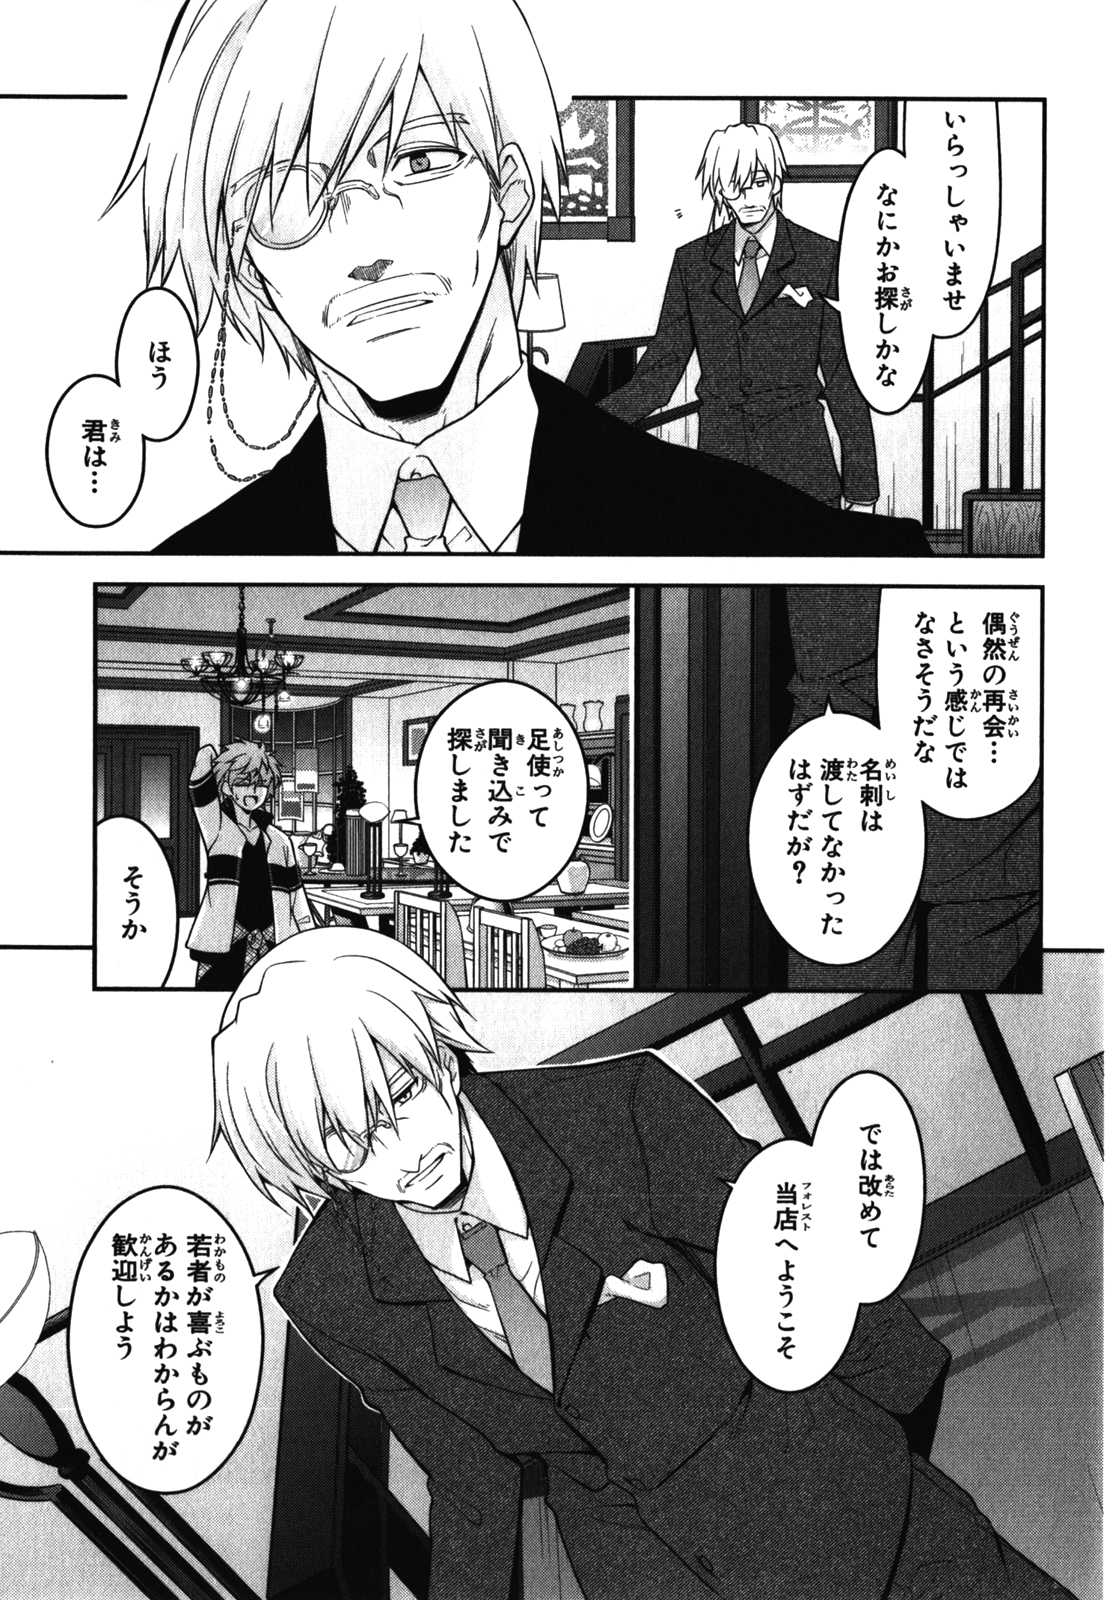 いらっしゃいませ
なにかお探しかな
ほう
君は…
偶然の再会…
という感じでは
なさそうだな
名刺は
渡してなかった
はずだが？
足使って
聞き込みで
探しました
そうか
では改めて
当店へようこそ
若者が喜ぶものが
あるかはわからんが
歓迎しよう